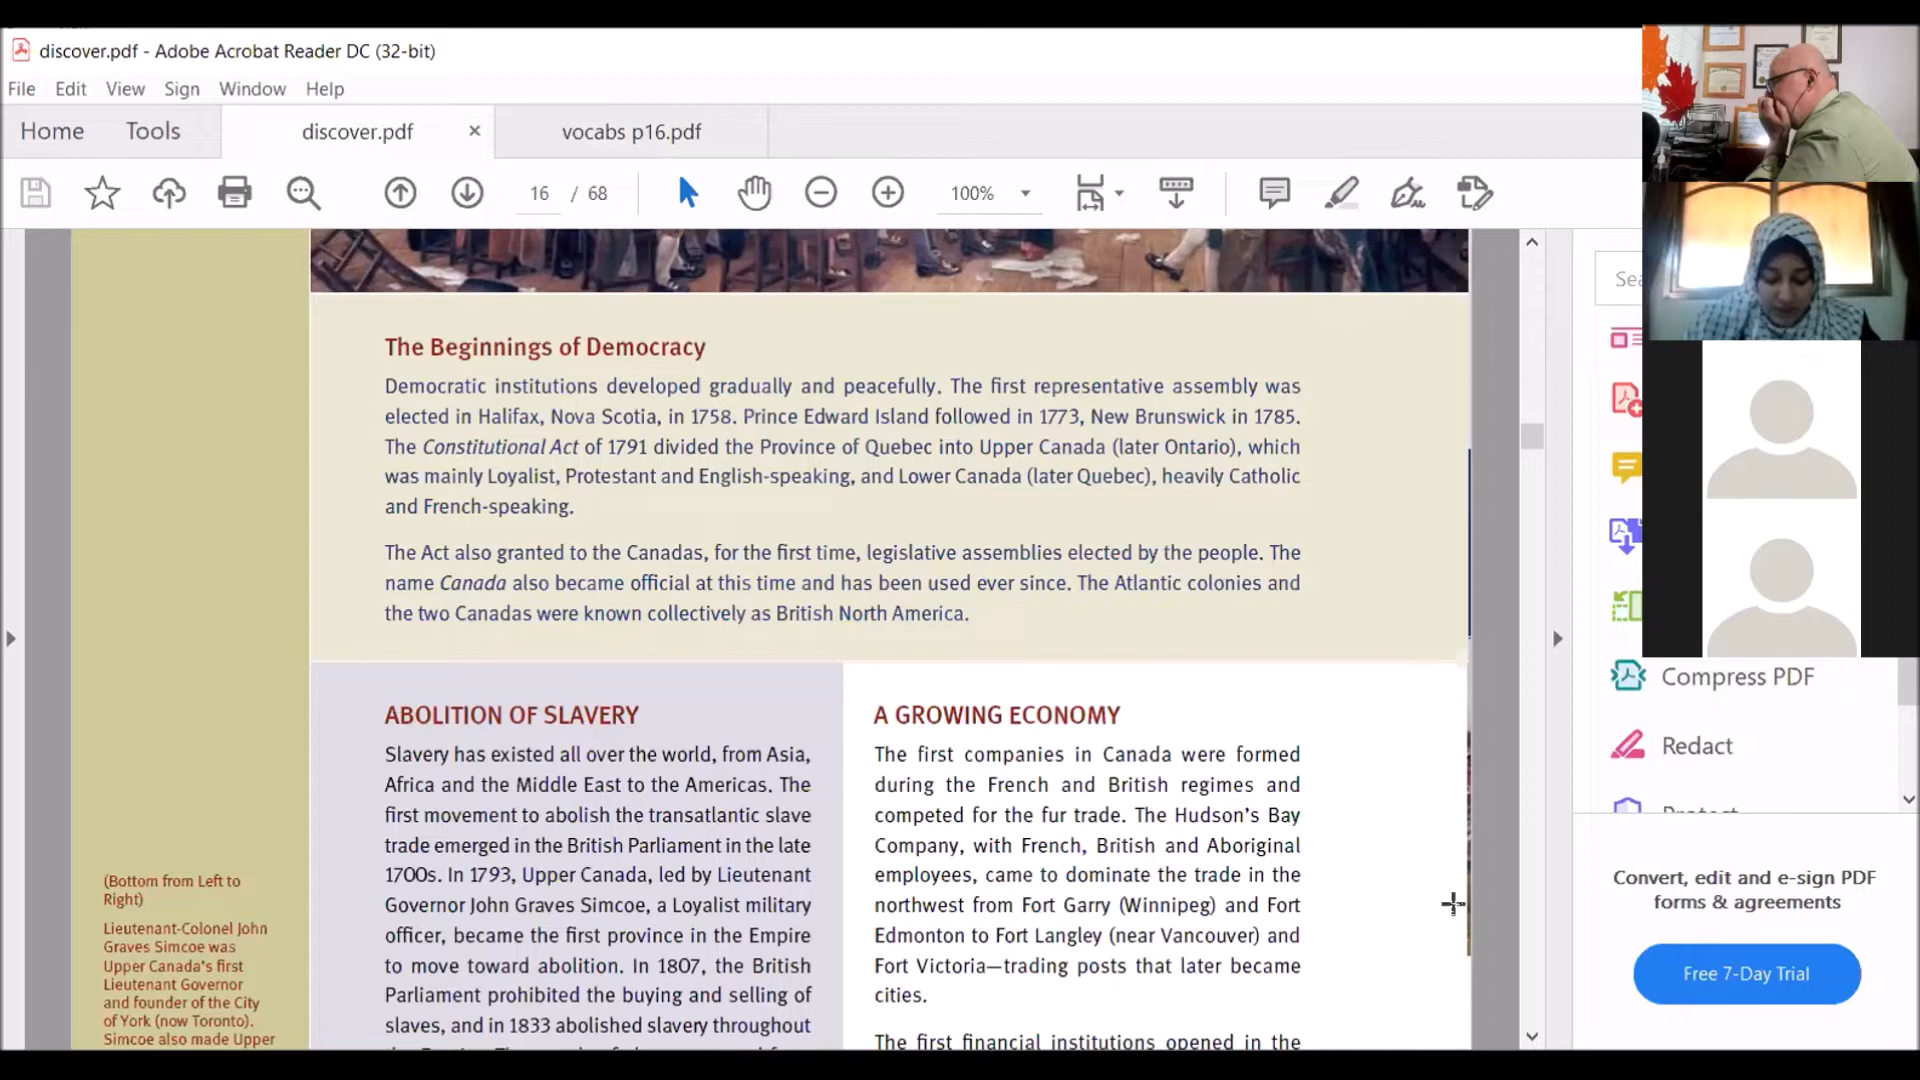 discover.pdf - Adobe Acrobat Reader DC (32-bit)
File Edit View Sign Window Help
Home Tools discover.pdf × vocabs p16.pdf
16 / 68 100%
The Beginnings of Democracy
Democratic institutions developed gradually and peacefully. The first representative assembly was
elected in Halifax, Nova Scotia, in 1758. Prince Edward Island followed in 1773, New Brunswick in 1785.
The Constitutional Act of 1791 divided the Province of Quebec into Upper Canada (later Ontario), which
was mainly Loyalist, Protestant and English-speaking, and Lower Canada (later Quebec), heavily Catholic
and French-speaking.
The Act also granted to the Canadas, for the first time, legislative assemblies elected by the people. The
name Canada also became official at this time and has been used ever since. The Atlantic colonies and
the two Canadas were known collectively as British North America.
ABOLITION OF SLAVERY
Slavery has existed all over the world, from Asia,
Africa and the Middle East to the Americas. The
first movement to abolish the transatlantic slave
trade emerged in the British Parliament in the late
1700s. In 1793, Upper Canada, led by Lieutenant
Governor John Graves Simcoe, a Loyalist military
officer, became the first province in the Empire
to move toward abolition. In 1807, the British
Parliament prohibited the buying and selling of
slaves, and in 1833 abolished slavery throughout
A GROWING ECONOMY
The first companies in Canada were formed
during the French and British regimes and
competed for the fur trade. The Hudson's Bay
Company, with French, British and Aboriginal
employees, came to dominate the trade in the
northwest from Fort Garry (Winnipeg) and Fort
Edmonton to Fort Langley (near Vancouver) and
Fort Victoria—trading posts that later became
cities.
The first financial institutions opened in the
(Bottom from Left to
Right)
Lieutenant-Colonel John
Graves Simcoe was
Upper Canada's first
Lieutenant Governor
and founder of the City
of York (now Toronto).
Simcoe also made Upper
Sea
Compress PDF
Redact
Protect
Convert, edit and e-sign PDF
forms & agreements
Free 7-Day Trial